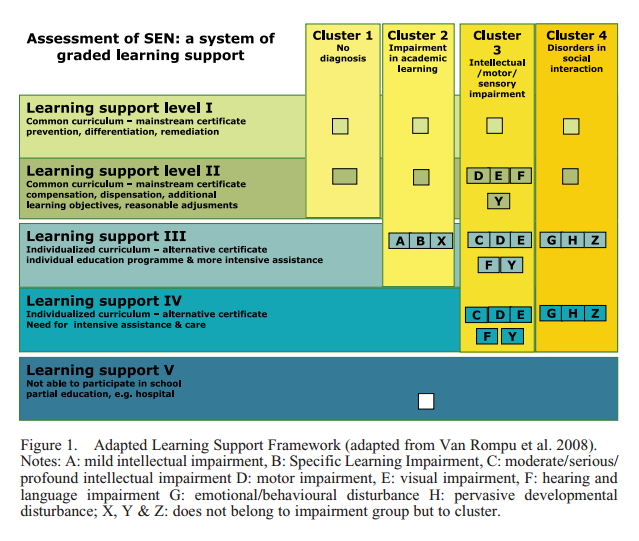 Assessment of SEN: a system of
graded learning support
Cluster 1
No
diagnosis
Cluster 2
Impairment
in academic
learning
Cluster
3
Intellectual
/motor/
sensory
impairment
Cluster 4
Disorders in
social
interaction
Learning support level I
Common curriculum – mainstream certificate
prevention, differentiation, remediation
Learning support level II
Common curriculum – mainstream certificate
compensation, dispensation, additional
learning objectives, reasonable adjusments
D E F
Y
Learning support III
Individualized curriculum – alternative certificate
individual education programme & more intensive assistance
A B X
C D E
F Y
G H Z
Learning support IV
Individualized curriculum – alternative certificate
Need for intensive assistance & care
C D E
F Y
G H Z
Learning support V
Not able to participate in school
partial education, e.g. hospital
Figure 1. Adapted Learning Support Framework (adapted from Van Rompu et al. 2008).
Notes: A: mild intellectual impairment, B: Specific Learning Impairment, C: moderate/serious/
profound intellectual impairment D: motor impairment, E: visual impairment, F: hearing and
language impairment G: emotional/behavioural disturbance H: pervasive developmental
disturbance; X, Y & Z: does not belong to impairment group but to cluster.